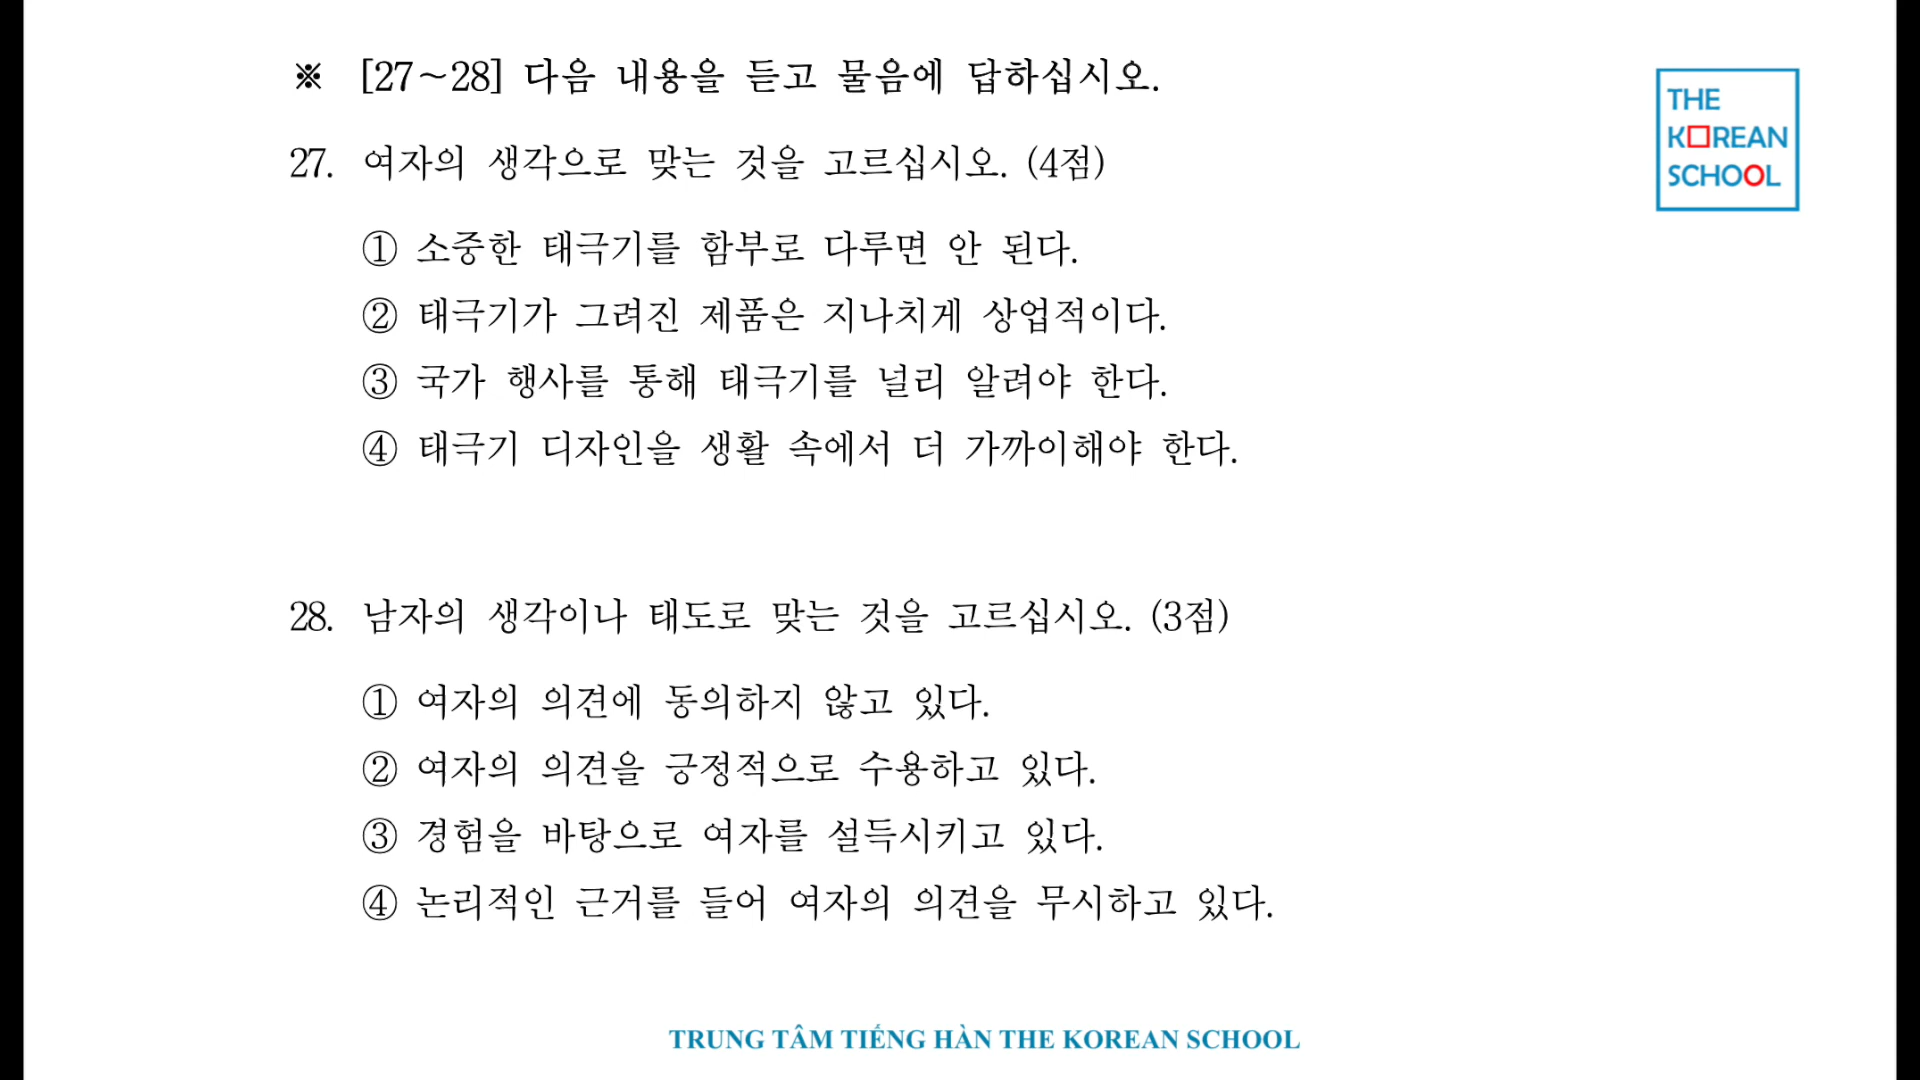 ※ [27～28] 다음 내용을 듣고 물음에 답하십시오.
THE
KOREAN
SCHOOL
27. 여자의 생각으로 맞는 것을 고르십시오. (4점)
① 소중한 태극기를 함부로 다루면 안 된다.
② 태극기가 그려진 제품은 지나치게 상업적이다.
③ 국가 행사를 통해 태극기를 널리 알려야 한다.
④ 태극기 디자인을 생활 속에서 더 가까이해야 한다.
28. 남자의 생각이나 태도로 맞는 것을 고르십시오. (3점)
① 여자의 의견에 동의하지 않고 있다.
② 여자의 의견을 긍정적으로 수용하고 있다.
③ 경험을 바탕으로 여자를 설득시키고 있다.
④ 논리적인 근거를 들어 여자의 의견을 무시하고 있다.
TRUNG TÂM TIẾNG HÀN THE KOREAN SCHOOL